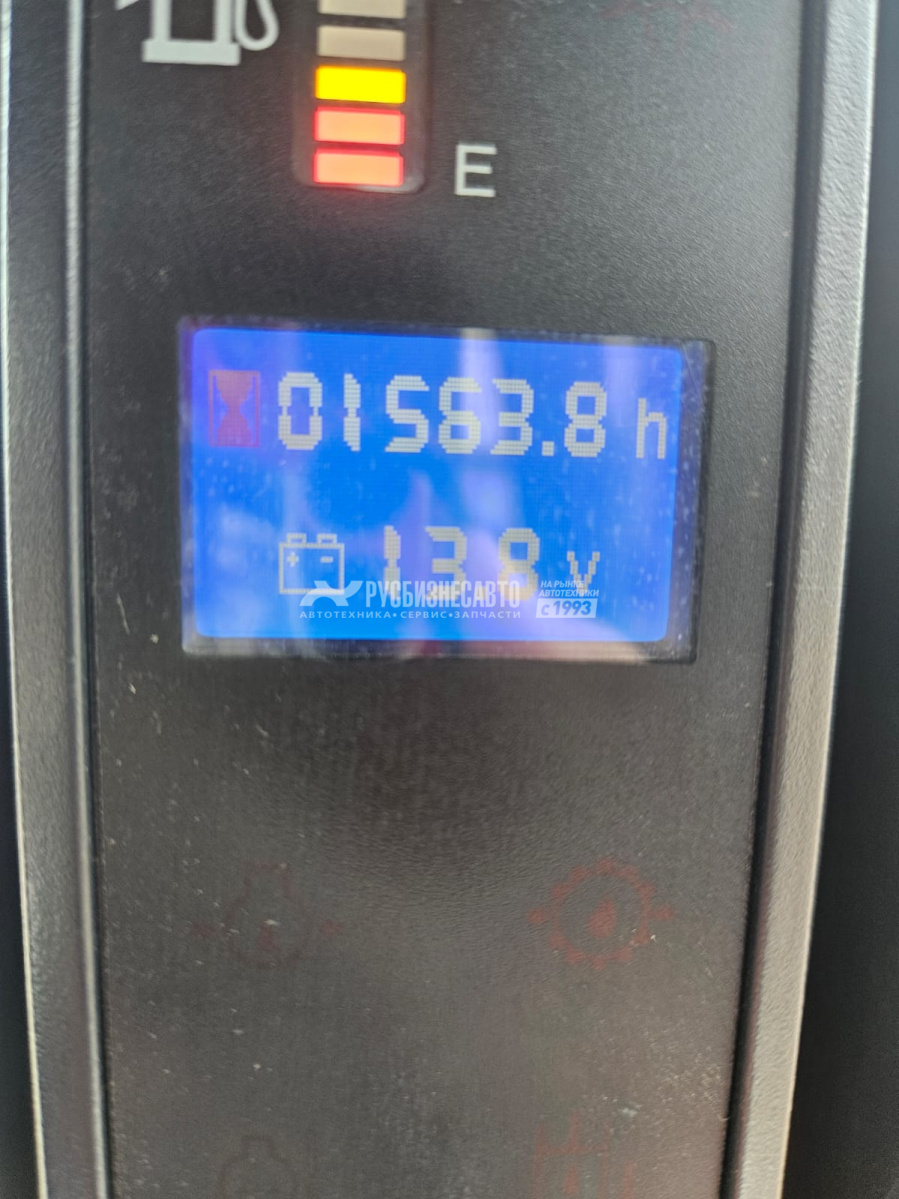 E
01563.8 h
13.8 v
РУСБИЗНЕСАВТО
АВТОТЕХНИКА•СЕРВИС•ЗАПЧАСТИ
НА РЫНКЕ
АВТОТЕХНИКИ
с 1993